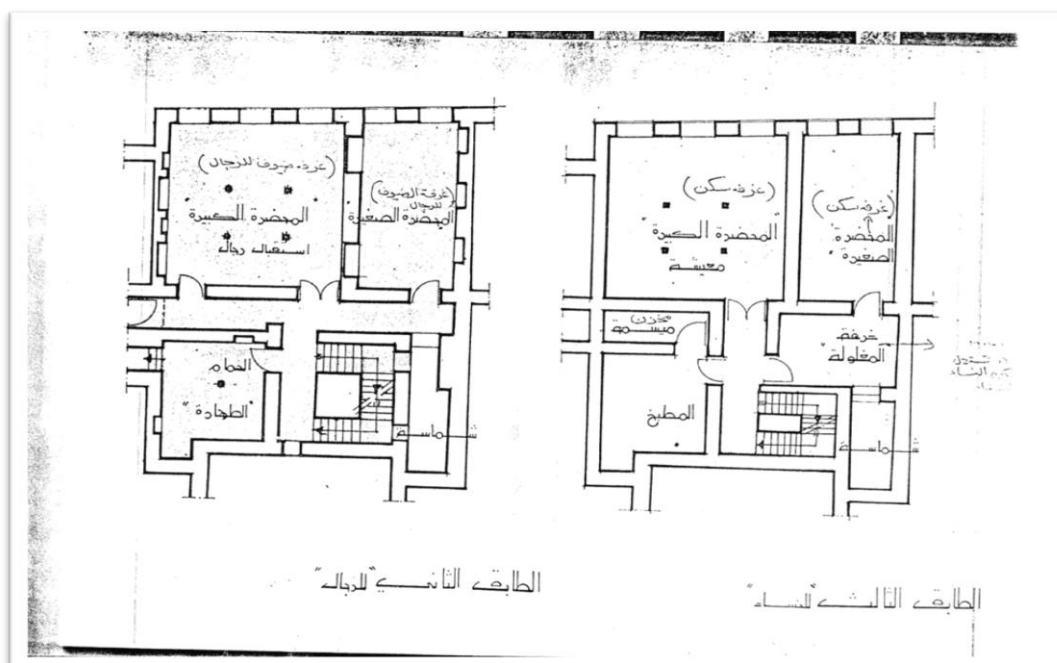 (غرفة ضيوف للرجال)
"المحضرة الكبيرة"
استقبال رجال
(غرفة الضيوف)
للرجال
"المحضرة الصغيرة"
الحمام
"الطهارة"
شماسة
الطابق الثاني "للرجال"
(غرفة سكن)
"المحضرة الكبيرة"
معيشة
(غرفة سكن)
"المحضرة
الصغيرة"
مخزن
غرفة
"المغلولة"
المطبخ
شماسة
الطابق الثالث "للنساء"